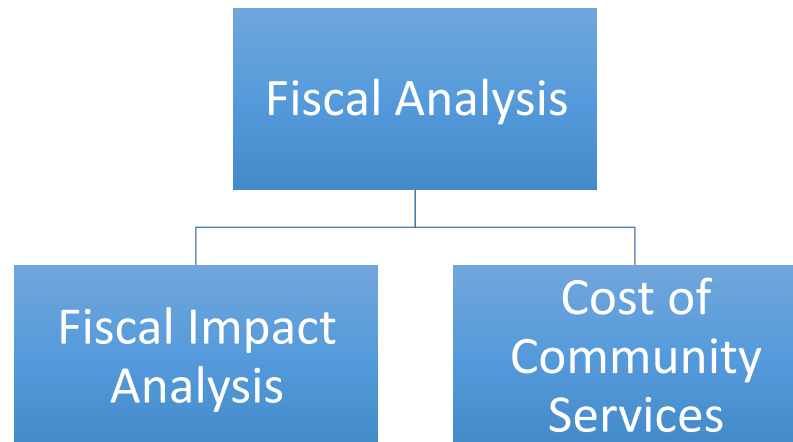 Fiscal Analysis
Fiscal Impact
Analysis
Cost of
Community
Services